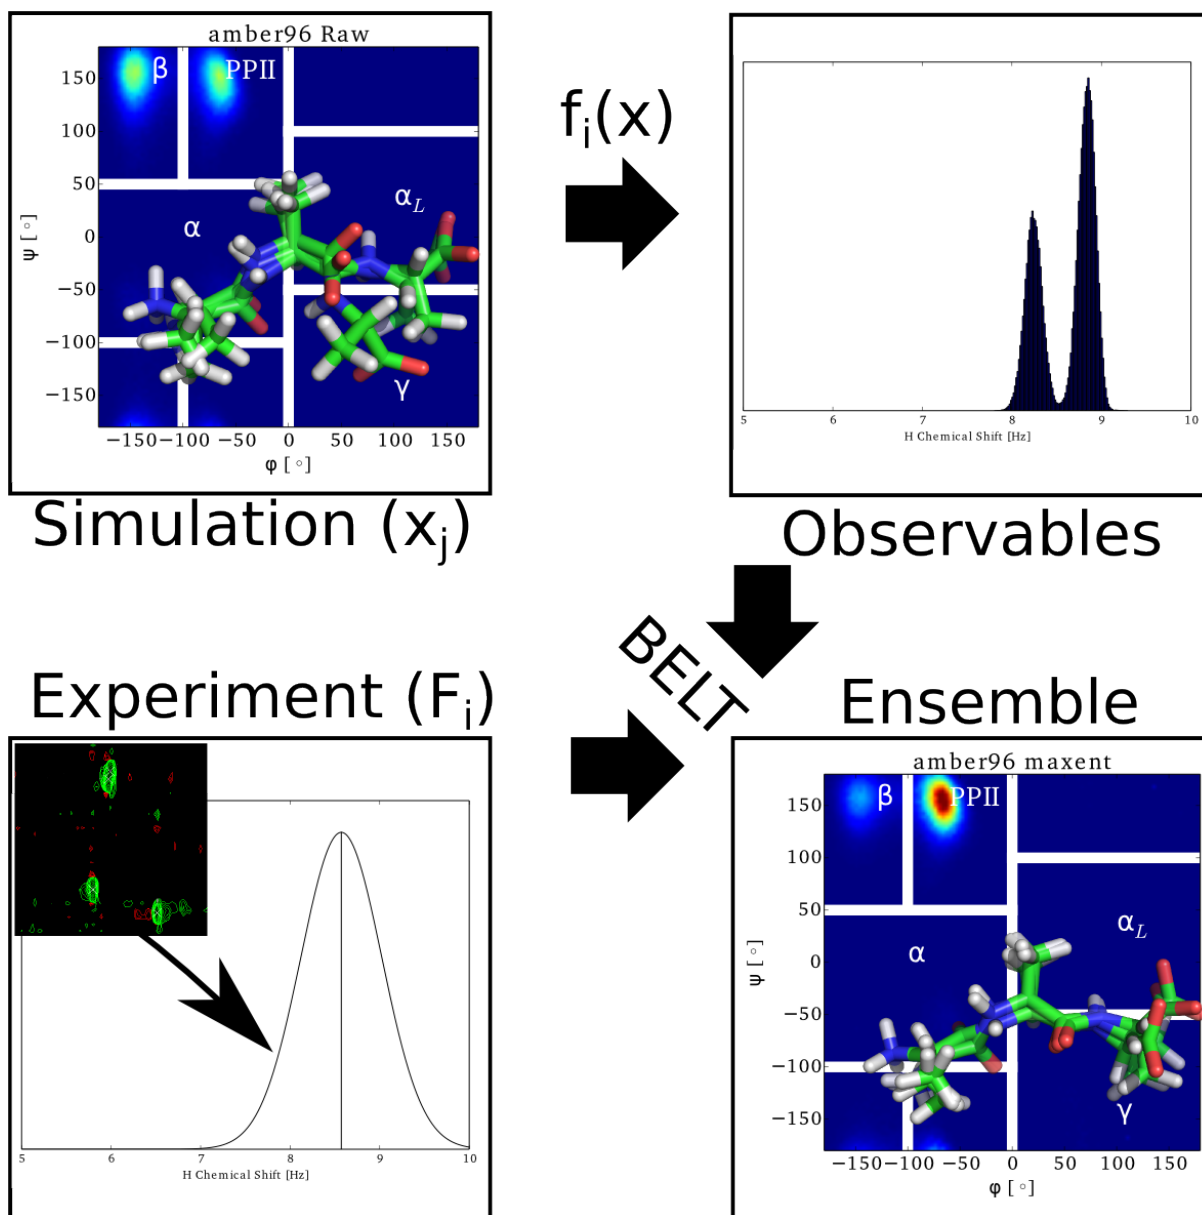 amber96 Raw
β
PPII
α
α_L
γ
150
100
50
0
−50
−100
−150
ψ [ ° ]
−150 −100 −50 0 50 100 150
φ [ ° ]
Simulation (x_j)
f_i(x)
5 6 7 8 9 10
H Chemical Shift [Hz]
Observables
BELT
Experiment (F_i)
5 6 7 8 9 10
H Chemical Shift [Hz]
Ensemble
amber96 maxent
β
PPII
α
α_L
γ
150
100
50
0
−50
−100
−150
ψ [ ° ]
−150 −100 −50 0 50 100 150
φ [ ° ]